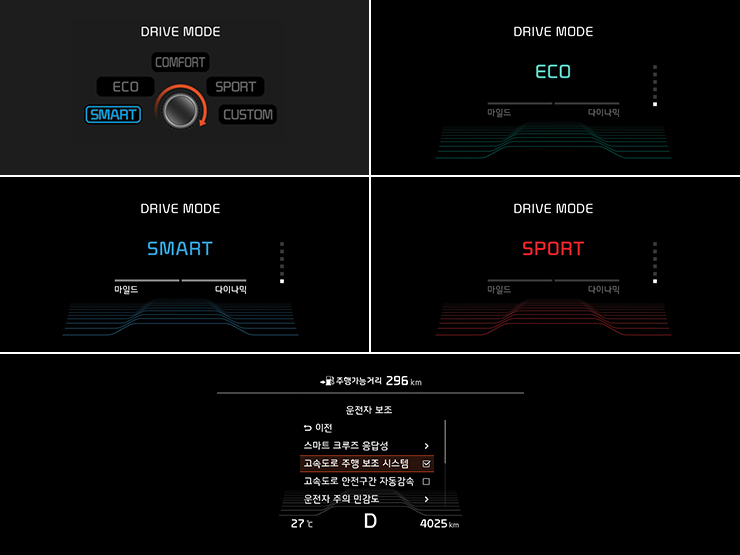 DRIVE MODE
COMFORT
ECO
SPORT
SMART
CUSTOM
DRIVE MODE
ECO
마일드 다이나믹
DRIVE MODE
SMART
마일드 다이나믹
DRIVE MODE
SPORT
마일드 다이나믹
주행가능거리 296 km
운전자 보조
이전
스마트 크루즈 응답성
고속도로 주행 보조 시스템
고속도로 안전구간 자동감속
운전자 주의 민감도
27 ℃ D 4025 km